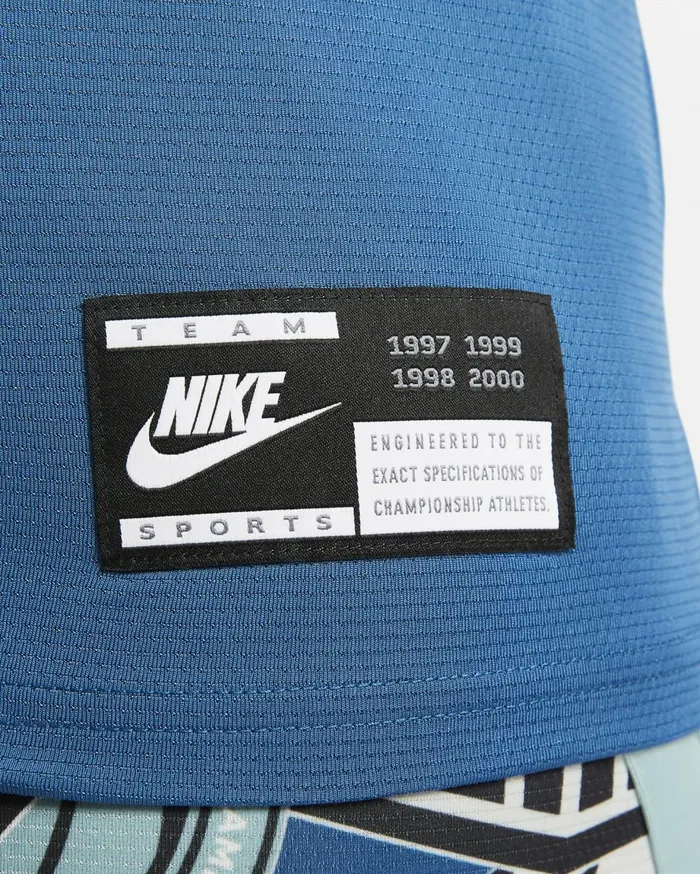 TEAM
NIKE
SPORTS
1997 1999
1998 2000
ENGINEERED TO THE
EXACT SPECIFICATIONS OF
CHAMPIONSHIP ATHLETES.